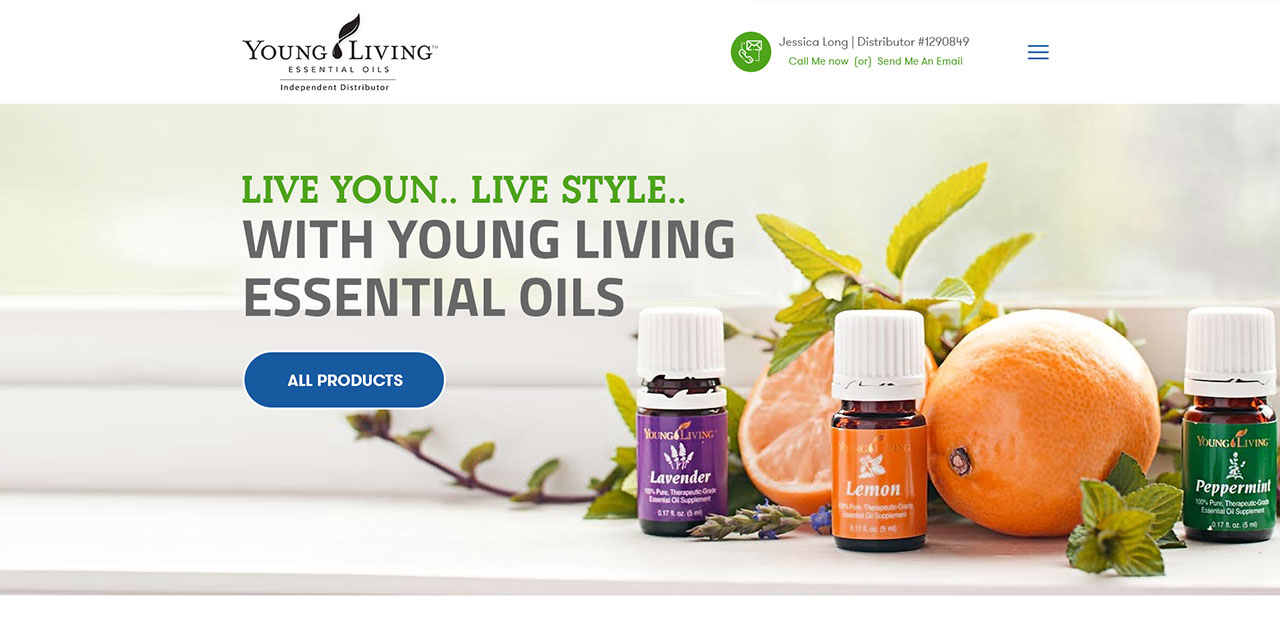 YOUNG LIVING™
ESSENTIAL OILS
Independent Distributor
Jessica Long | Distributor #1290849
Call Me now (or) Send Me An Email
LIVE YOUN.. LIVE STYLE..
WITH YOUNG LIVING
ESSENTIAL OILS
ALL PRODUCTS
YOUNG LIVING
Lavender
100% Pure, Therapeutic-Grade
Essential Oil Supplement
0.17 fl. oz. (5 ml)
YOUNG LIVING
Lemon
100% Pure, Therapeutic-Grade
Essential Oil Supplement
0.17 fl. oz. (5 ml)
YOUNG LIVING
Peppermint
100% Pure, Therapeutic-Grade
Essential Oil Supplement
0.17 fl. oz. (5 ml)